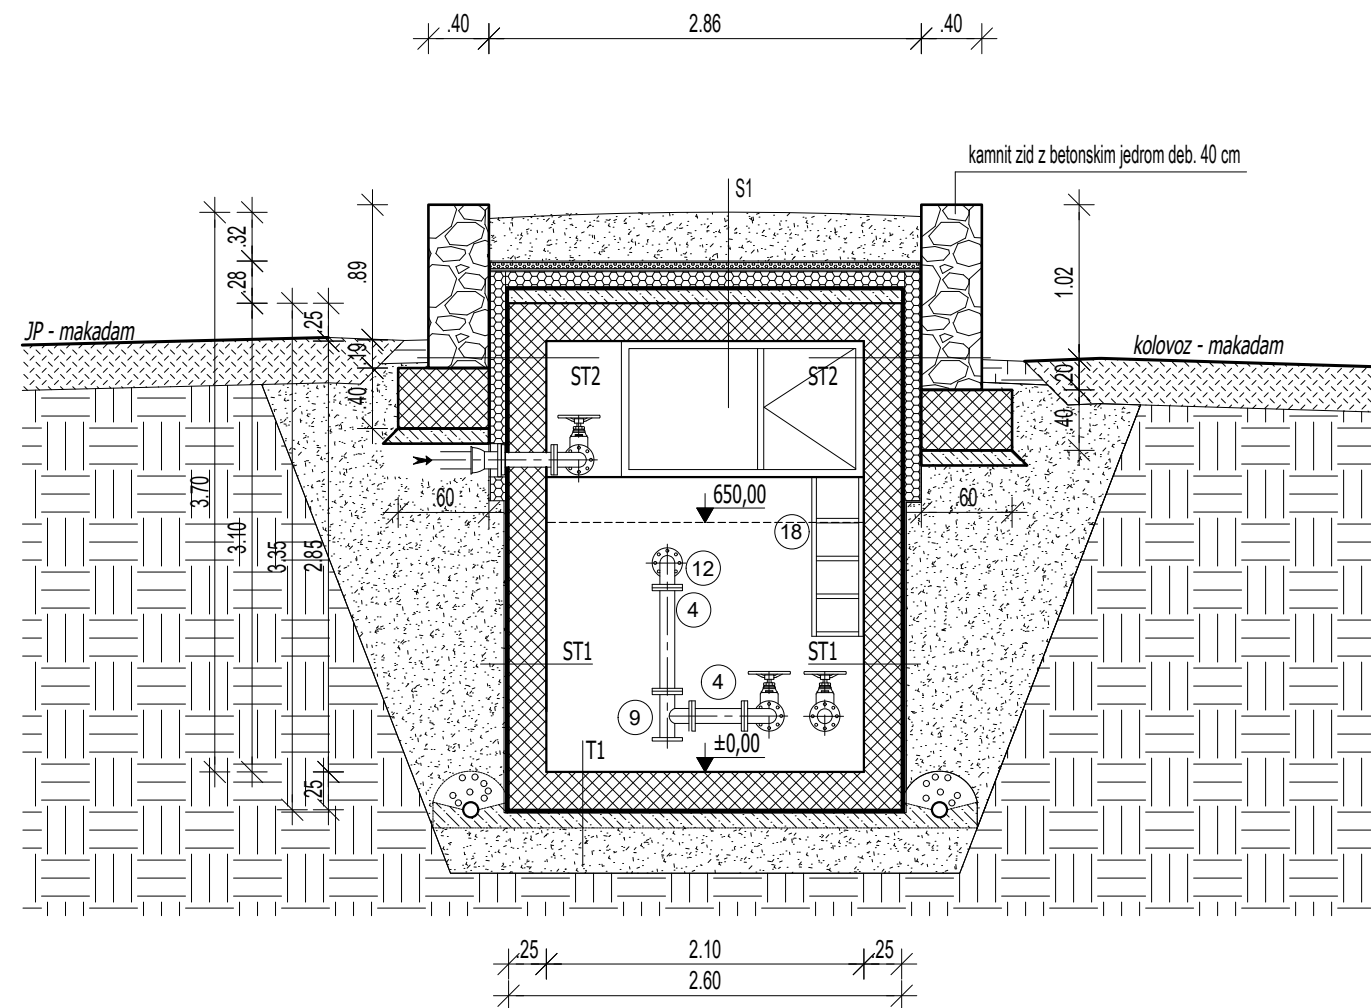 .40 2.86 .40
kamnit zid z betonskim jedrom deb. 40 cm
S1
.32
.28
.89
1.02
.25
JP - makadam
kolovoz - makadam
.19
.20
ST2 ST2
.40
.40
.60
650,00
.60
18
3.70
3.10
3.35
2.85
12
4
ST1 ST1
4
9
±0,00
T1
.25
.25 2.10 .25
2.60